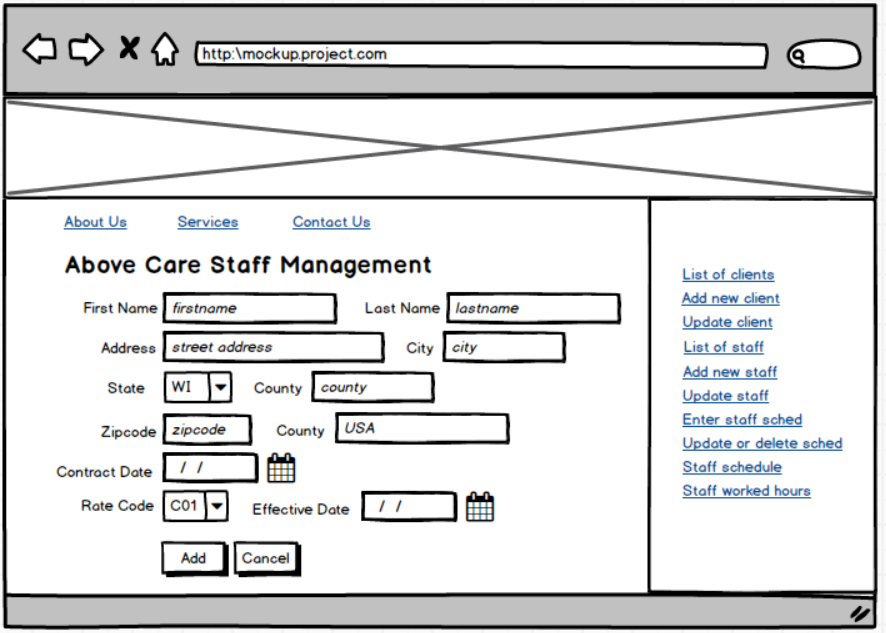 http:\mockup.project.com
About Us Services Contact Us
Above Care Staff Management
First Name firstname Last Name lastname
Address street address City city
State WI County county
Zipcode zipcode County USA
Contract Date / /
Rate Code C01 Effective Date / /
Add Cancel
List of clients
Add new client
Update client
List of staff
Add new staff
Update staff
Enter staff sched
Update or delete sched
Staff schedule
Staff worked hours